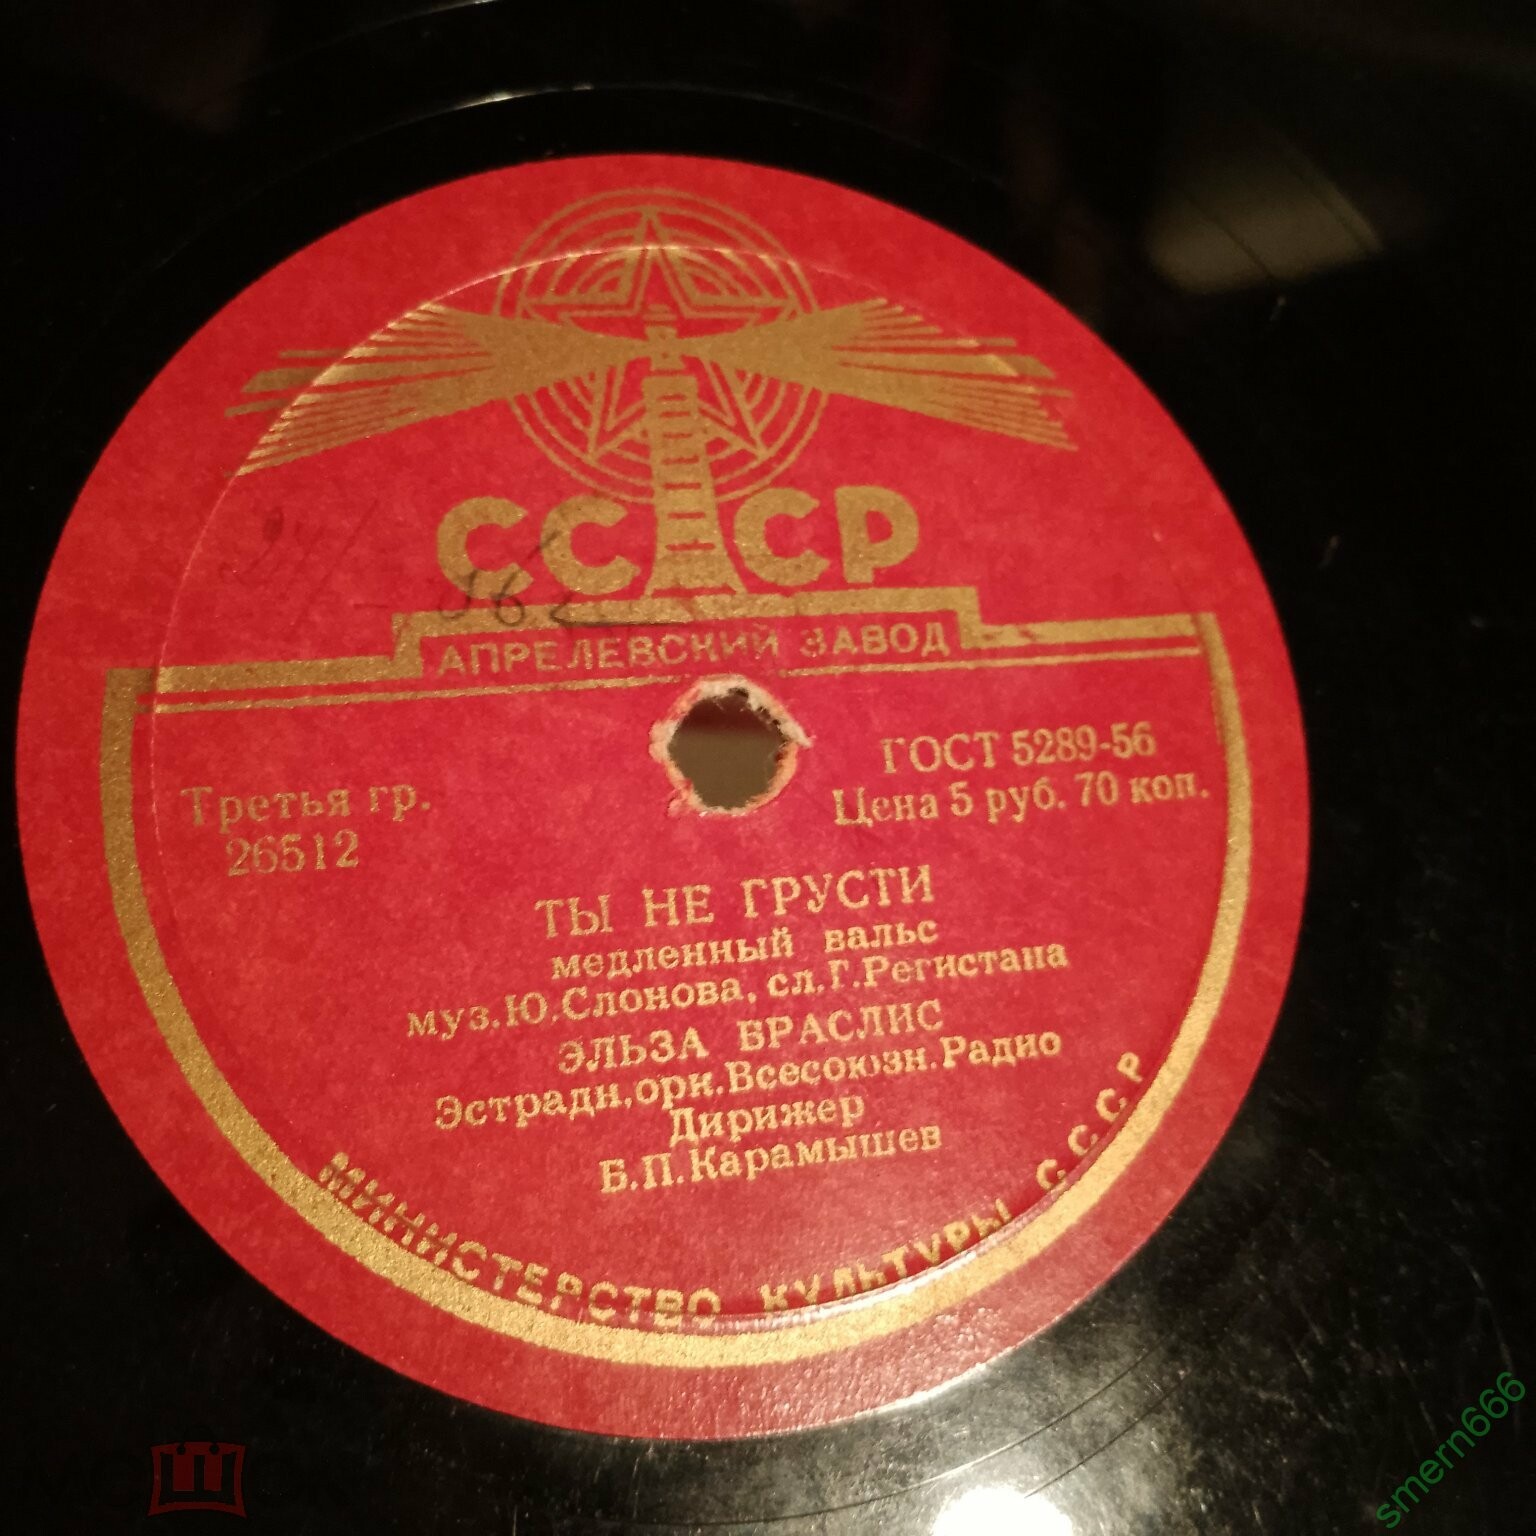 СССР
АПРЕЛЕВСКИЙ ЗАВОД
ГОСТ 5289-56
Цена 5 руб. 70 коп.
Третья гр.
26512
ТЫ НЕ ГРУСТИ
медленный вальс
муз.Ю.Слонова, сл.Г.Регистана
ЭЛЬЗА БРАСЛИС
Эстрадн.орк.Всесоюзн.Радио
Дирижер
Б.П.Карамышев
МИНИСТЕРСТВО КУЛЬТУРЫ СССР
smern666